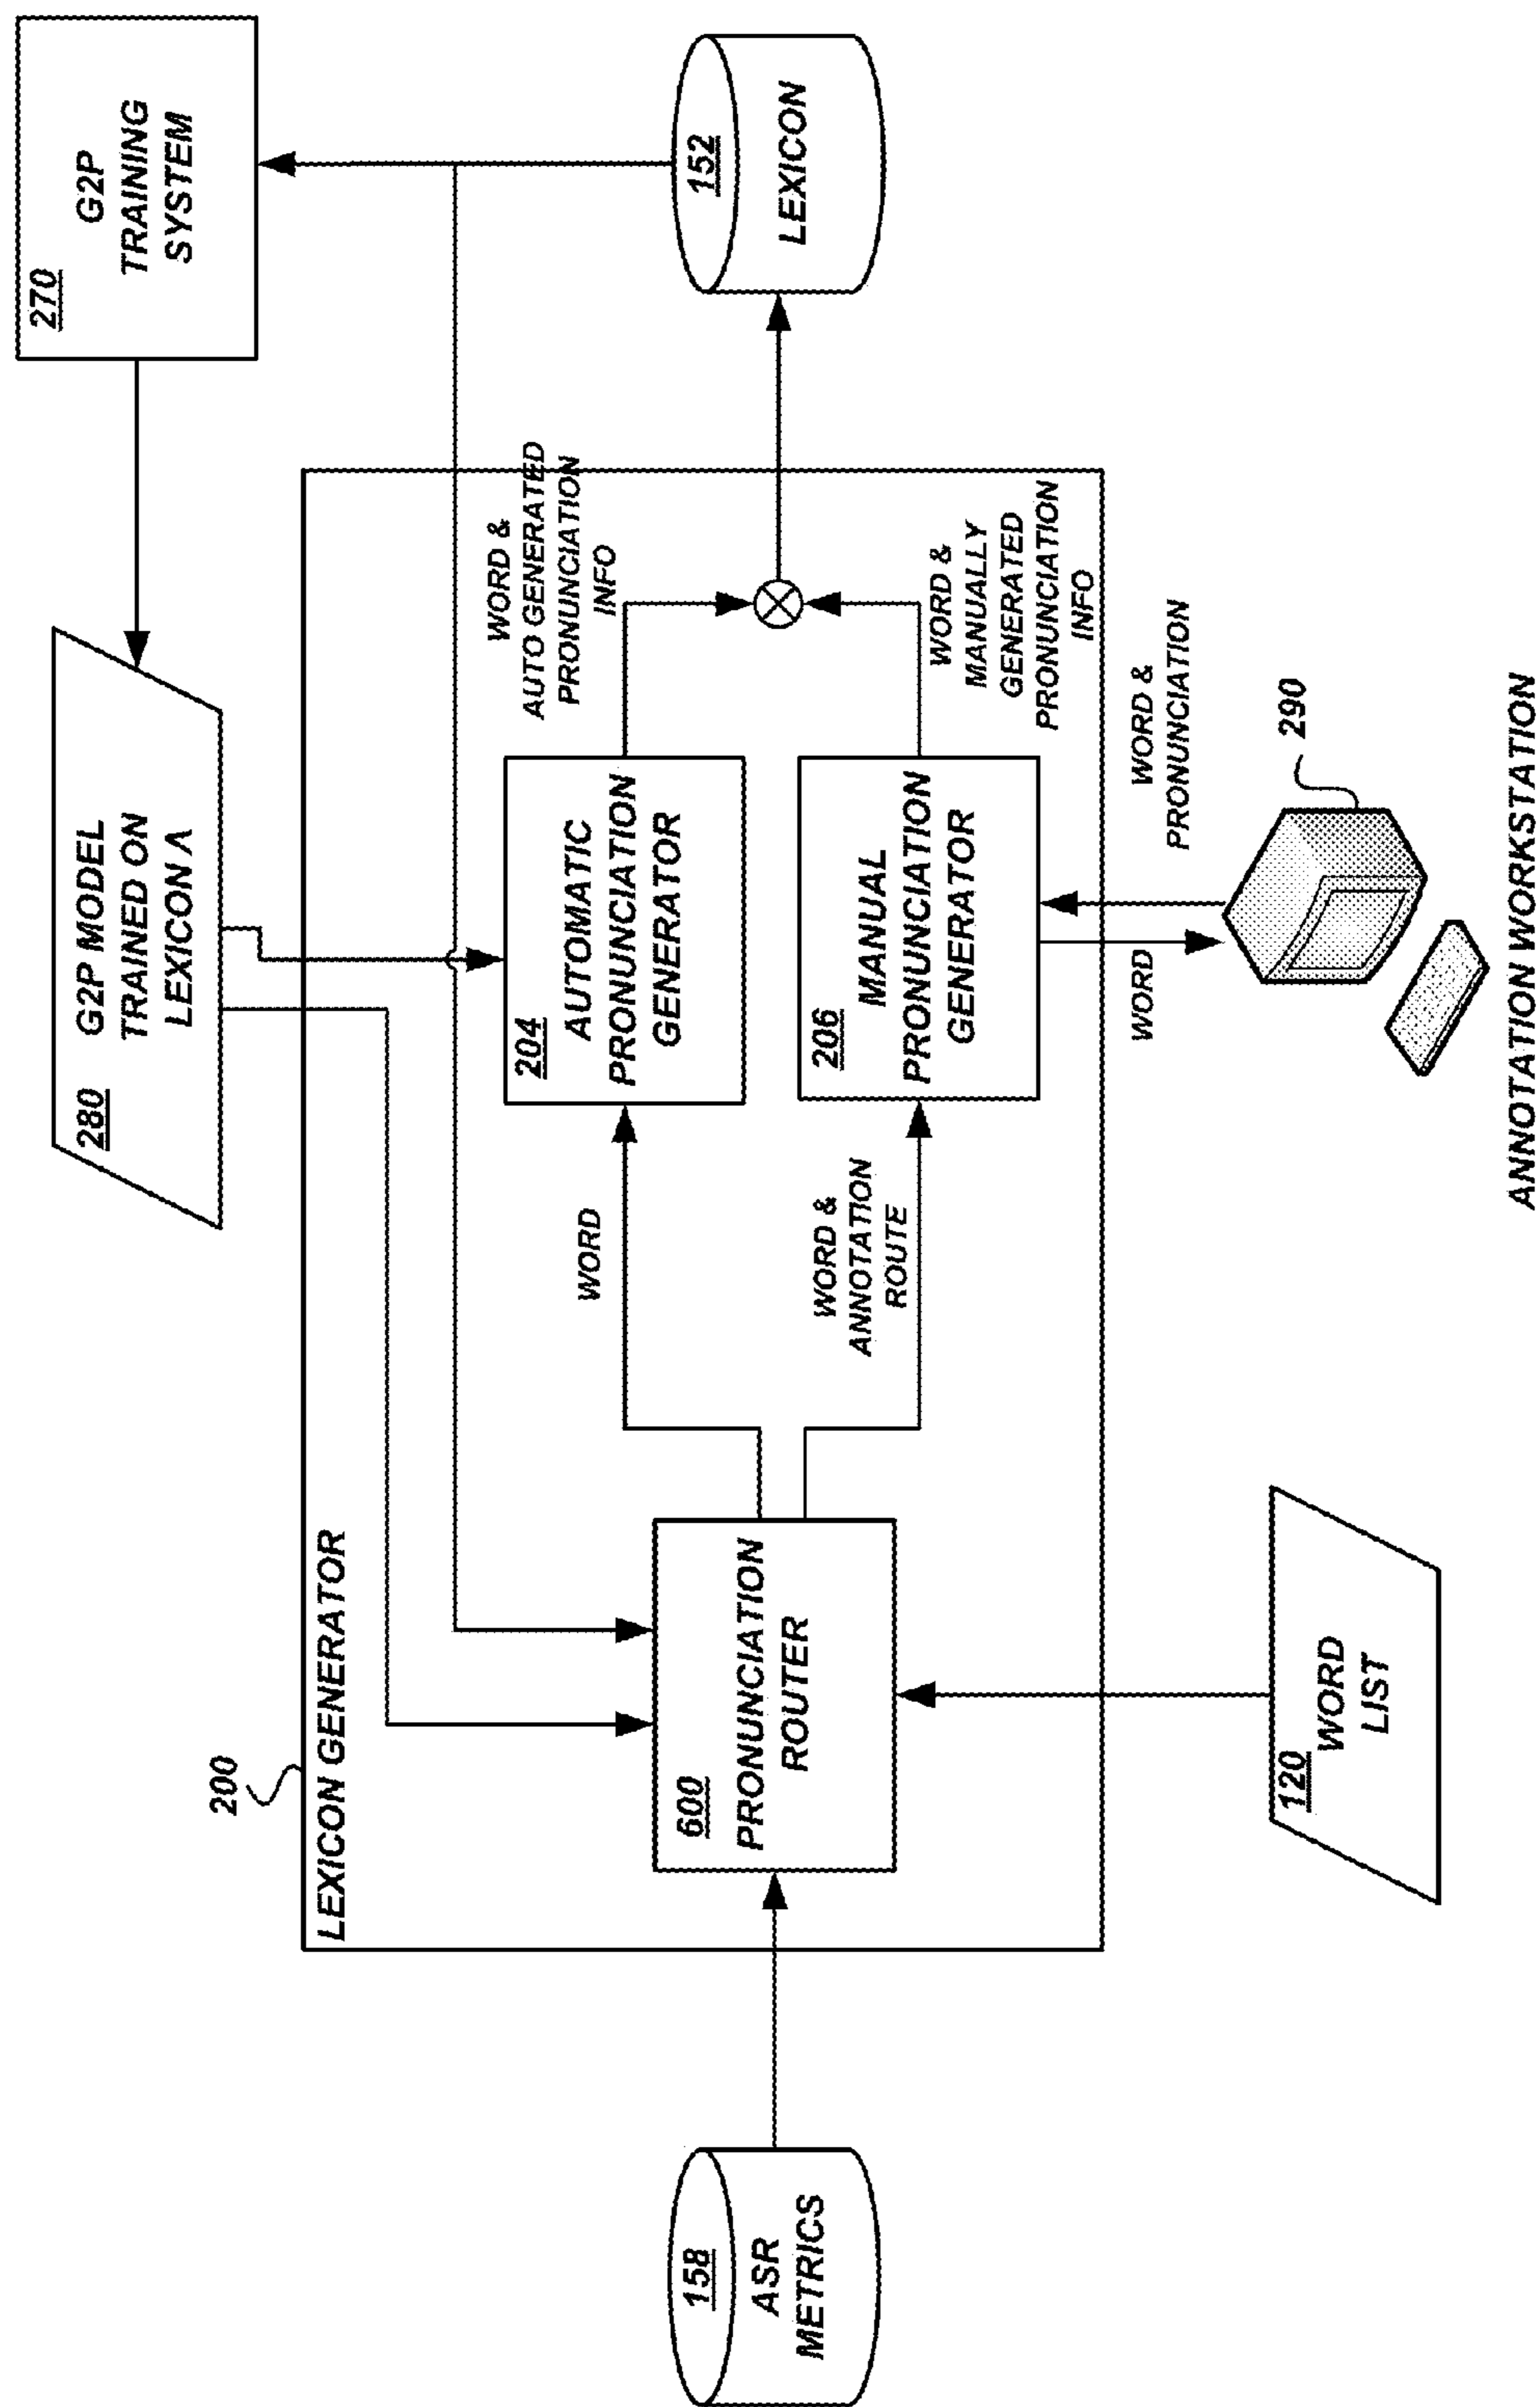 270
G2P
TRAINING
SYSTEM
280
G2P MODEL
TRAINED ON
LEXICON Λ
200
LEXICON GENERATOR
158
ASR
METRICS
600
PRONUNCIATION
ROUTER
WORD
204
AUTOMATIC
PRONUNCIATION
GENERATOR
WORD &
AUTO GENERATED
PRONUNCIATION
INFO
WORD &
ANNOTATION
ROUTE
206
MANUAL
PRONUNCIATION
GENERATOR
WORD &
MANUALLY
GENERATED
PRONUNCIATION
INFO
152
LEXICON
120
WORD
LIST
WORD
WORD &
PRONUNCIATION
290
ANNOTATION WORKSTATION